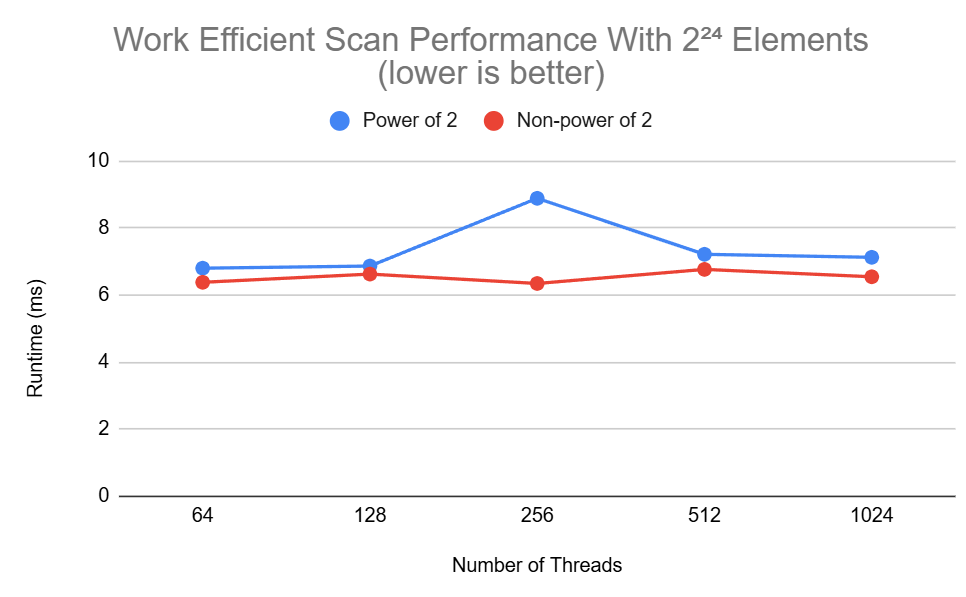 Work Efficient Scan Performance With 2²⁴ Elements
(lower is better)
Power of 2 Non-power of 2
10
8
6
4
2
0
Runtime (ms)
64 128 256 512 1024
Number of Threads